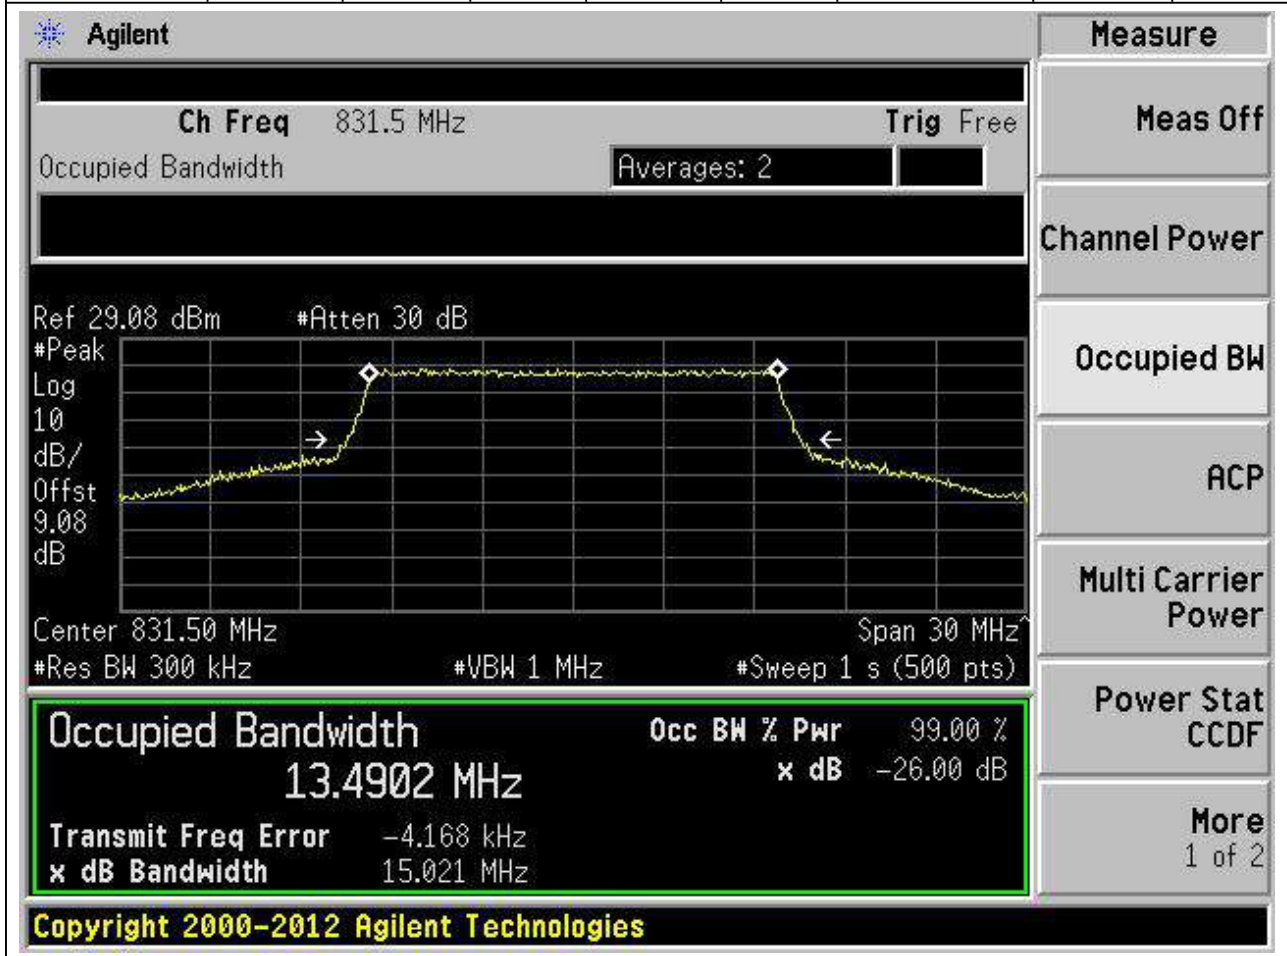 Agilent
Measure
Ch Freq 831.5 MHz Trig Free
Occupied Bandwidth Averages: 2
Meas Off
Channel Power
Occupied BW
ACP
Multi Carrier
Power
Power Stat
CCDF
More
1 of 2
Ref 29.08 dBm #Atten 30 dB
#Peak
Log
10
dB/
Offst
9.08
dB
Center 831.50 MHz Span 30 MHz^
#Res BW 300 kHz #VBW 1 MHz #Sweep 1 s (500 pts)
Occupied Bandwidth Occ BW % Pwr 99.00 %
13.4902 MHz x dB -26.00 dB
Transmit Freq Error -4.168 kHz
x dB Bandwidth 15.021 MHz
Copyright 2000-2012 Agilent Technologies